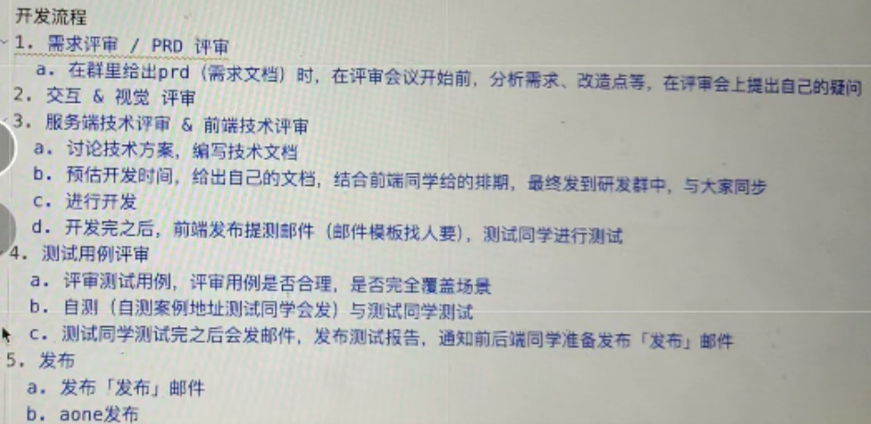 开发流程
1. 需求评审 / PRD 评审
a. 在群里给出prd（需求文档）时，在评审会议开始前，分析需求、改造点等，在评审会上提出自己的疑问
2. 交互 & 视觉 评审
3. 服务端技术评审 & 前端技术评审
a. 讨论技术方案，编写技术文档
b. 预估开发时间，给出自己的文档，结合前端同学给的排期，最终发到研发群中，与大家同步
c. 进行开发
d. 开发完之后，前端发布提测邮件（邮件模板找人要），测试同学进行测试
4. 测试用例评审
a. 评审测试用例，评审用例是否合理，是否完全覆盖场景
b. 自测（自测案例地址测试同学会发）与测试同学测试
c. 测试同学测试完之后会发邮件，发布测试报告，通知前后端同学准备发布「发布」邮件
5. 发布
a. 发布「发布」邮件
b. aone发布